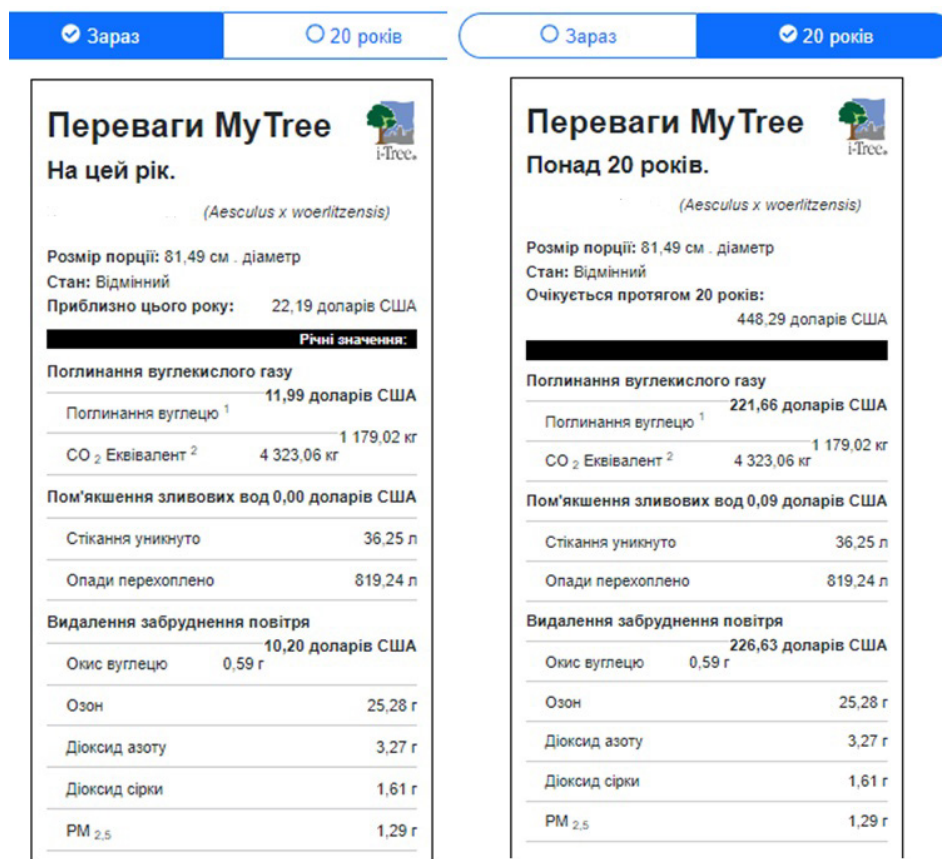 Зараз
20 років
Переваги MyTree
i-Tree®
На цей рік.
(Aesculus x woerlitzensis)
Розмір порції: 81,49 см . діаметр
Стан: Відмінний
Приблизно цього року: 22,19 доларів США
Річні значення:
Поглинання вуглекислого газу
11,99 доларів США
Поглинання вуглецю 1
1 179,02 кг
CO 2 Еквівалент 2 4 323,06 кг
Пом'якшення зливових вод 0,00 доларів США
Стікання уникнуто 36,25 л
Опади перехоплено 819,24 л
Видалення забруднення повітря
10,20 доларів США
Окис вуглецю 0,59 г
Озон 25,28 г
Діоксид азоту 3,27 г
Діоксид сірки 1,61 г
PM 2,5 1,29 г
Зараз
20 років
Переваги MyTree
i-Tree®
Понад 20 років.
(Aesculus x woerlitzensis)
Розмір порції: 81,49 см . діаметр
Стан: Відмінний
Очікується протягом 20 років:
448,29 доларів США
Поглинання вуглекислого газу
221,66 доларів США
Поглинання вуглецю 1
1 179,02 кг
CO 2 Еквівалент 2 4 323,06 кг
Пом'якшення зливових вод 0,09 доларів США
Стікання уникнуто 36,25 л
Опади перехоплено 819,24 л
Видалення забруднення повітря
226,63 доларів США
Окис вуглецю 0,59 г
Озон 25,28 г
Діоксид азоту 3,27 г
Діоксид сірки 1,61 г
PM 2,5 1,29 г